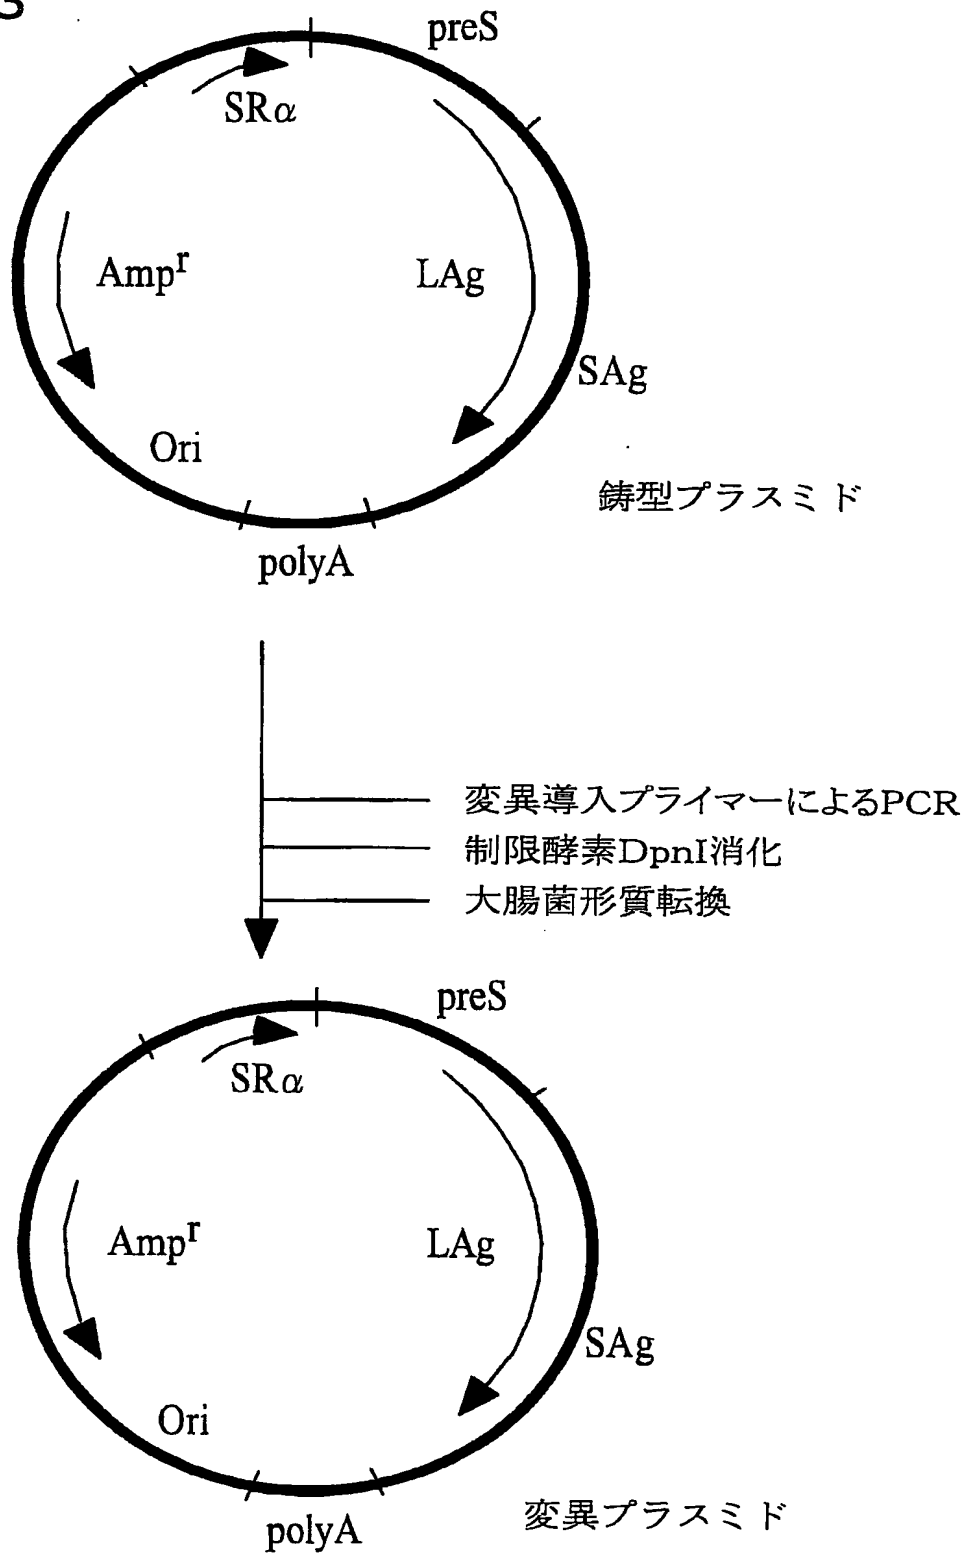 preS
SRα
Ampʳ
LAg
SAg
Ori
鋳型プラスミド
polyA
変異導入プライマーによるPCR
制限酵素DpnI消化
大腸菌形質転換
preS
SRα
Ampʳ
LAg
SAg
Ori
変異プラスミド
polyA